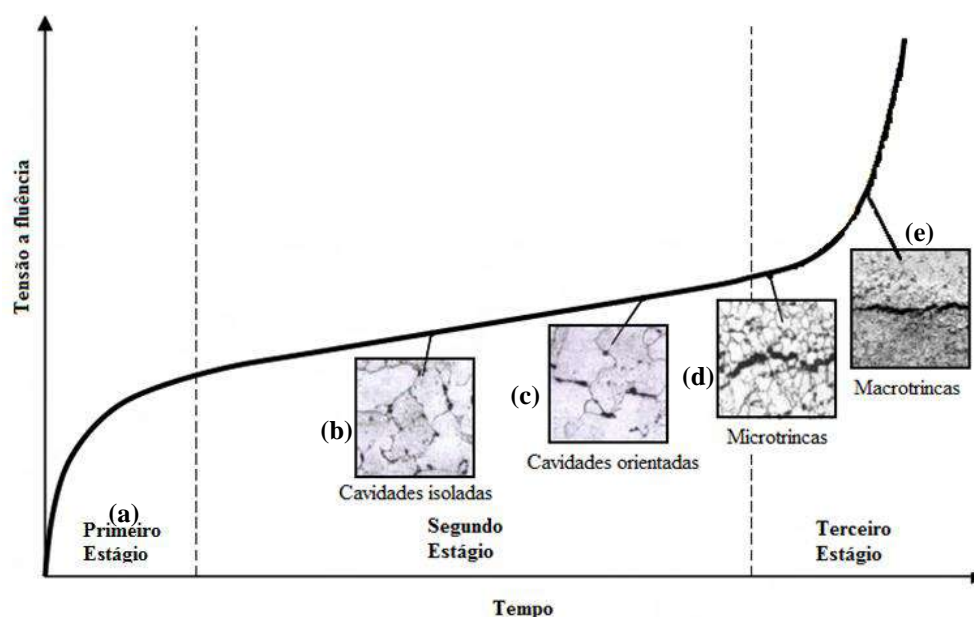 Tensão a fluência
(e)
(d)
(c)
(b)
Macrotrincas
Microtrincas
Cavidades orientadas
Cavidades isoladas
(a)
Primeiro
Estágio
Segundo
Estágio
Terceiro
Estágio
Tempo